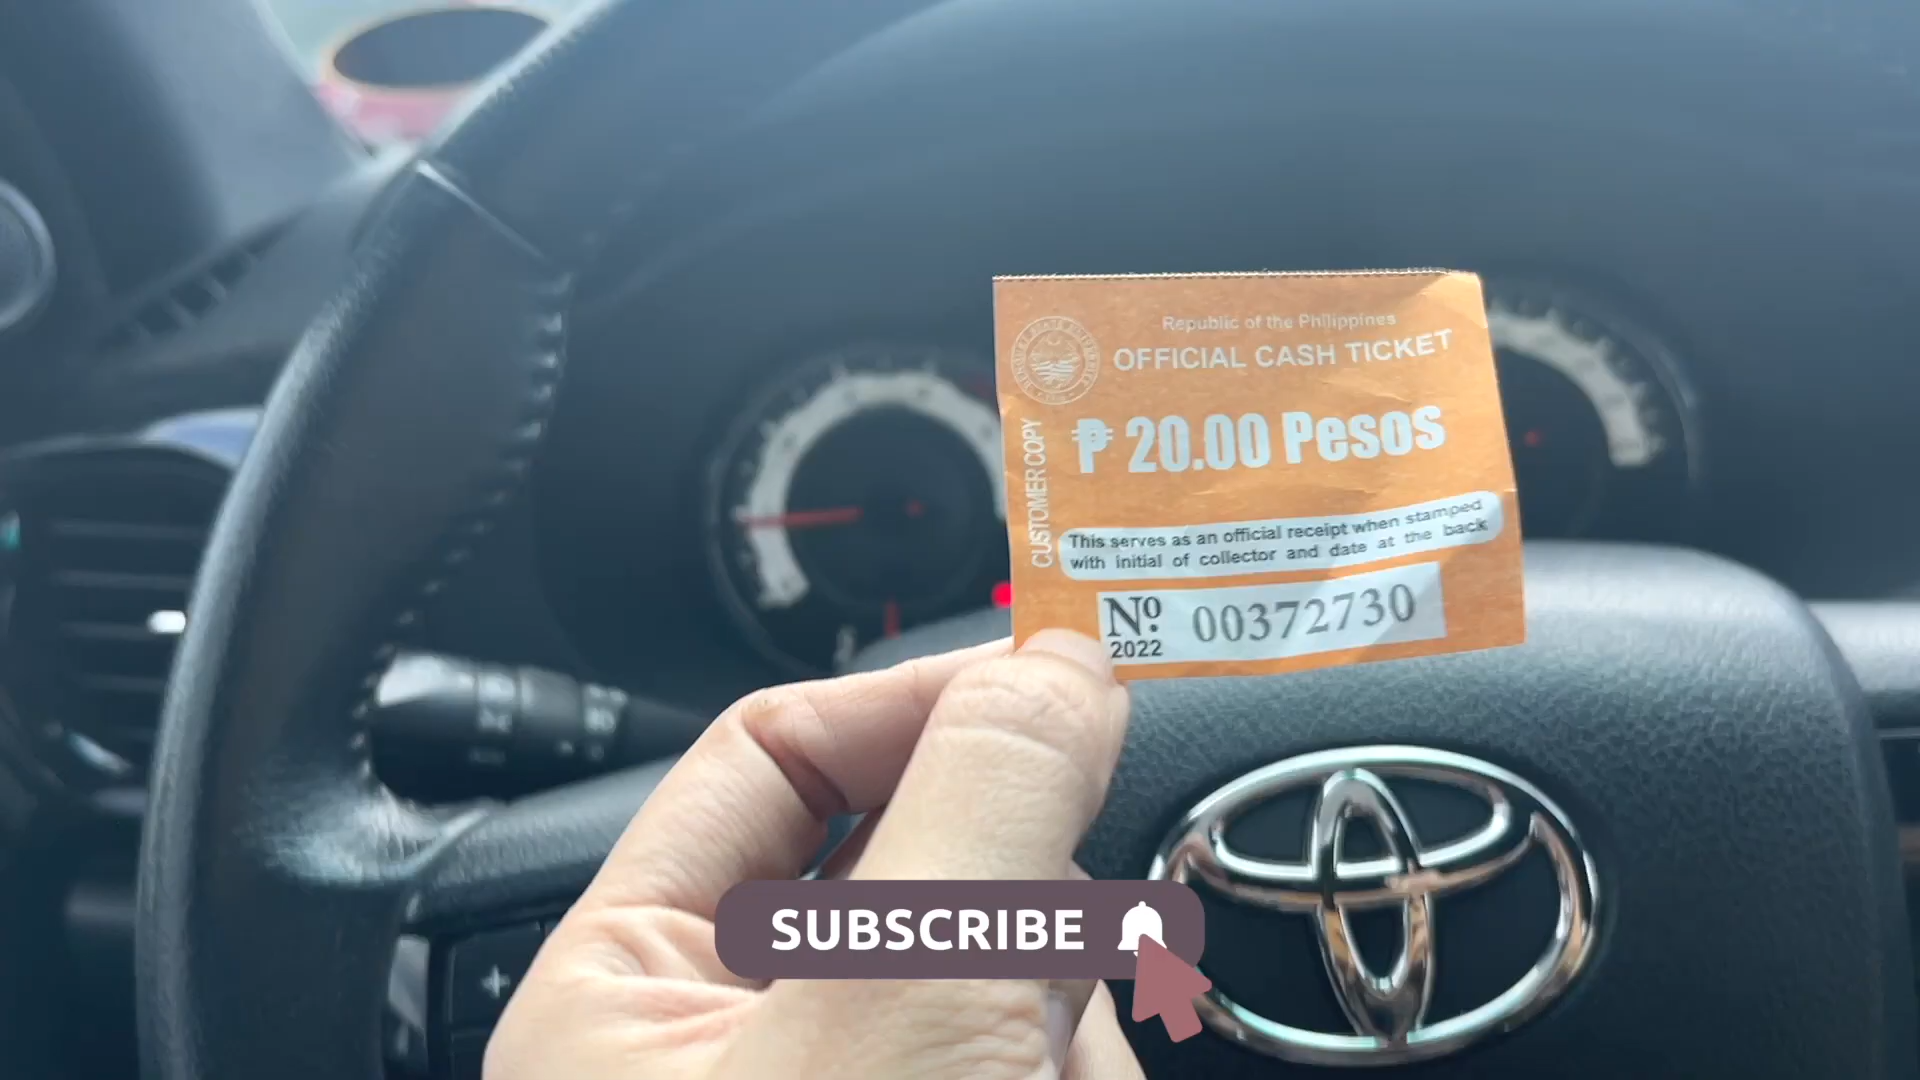 Republic of the Philippines
OFFICIAL CASH TICKET
₱ 20.00 Pesos
CUSTOMER COPY
This serves as an official receipt when stamped
with initial of collector and date at the back
Nº. 00372730
2022
SUBSCRIBE